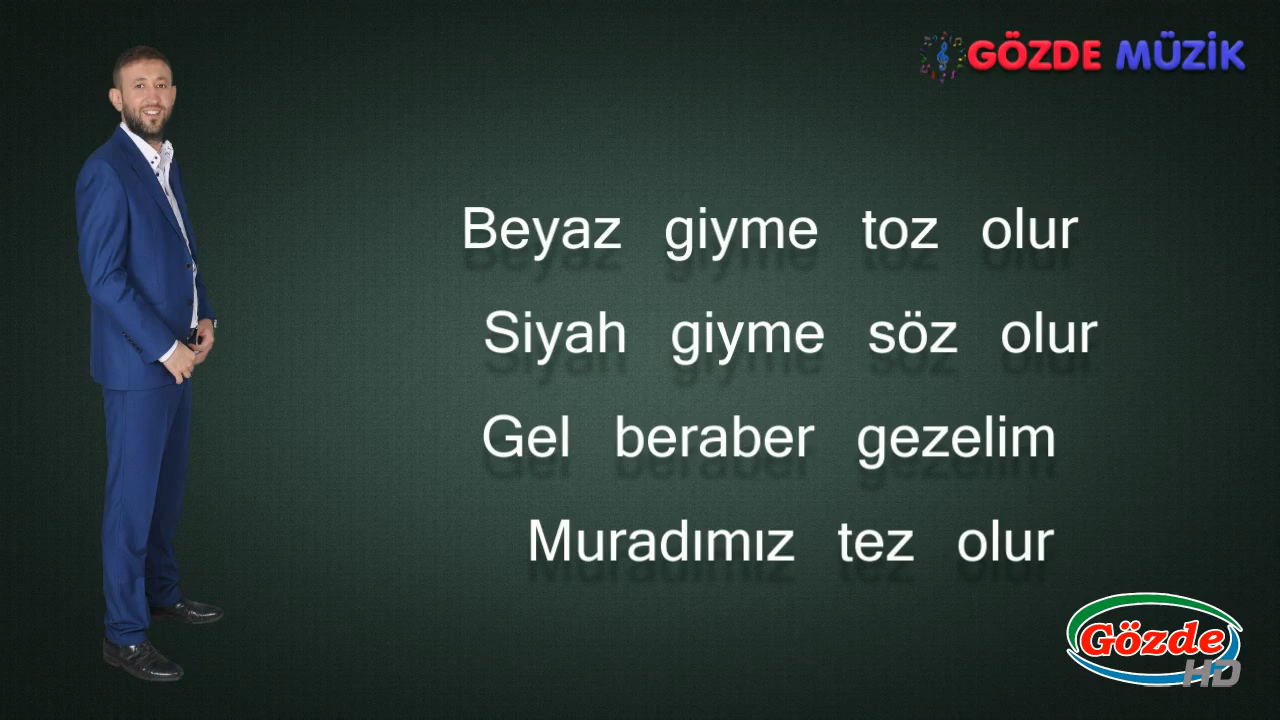 GÖZDE MÜZİK
Beyaz giyme toz olur
Siyah giyme söz olur
Gel beraber gezelim
Muradımız tez olur
Gözde
HD